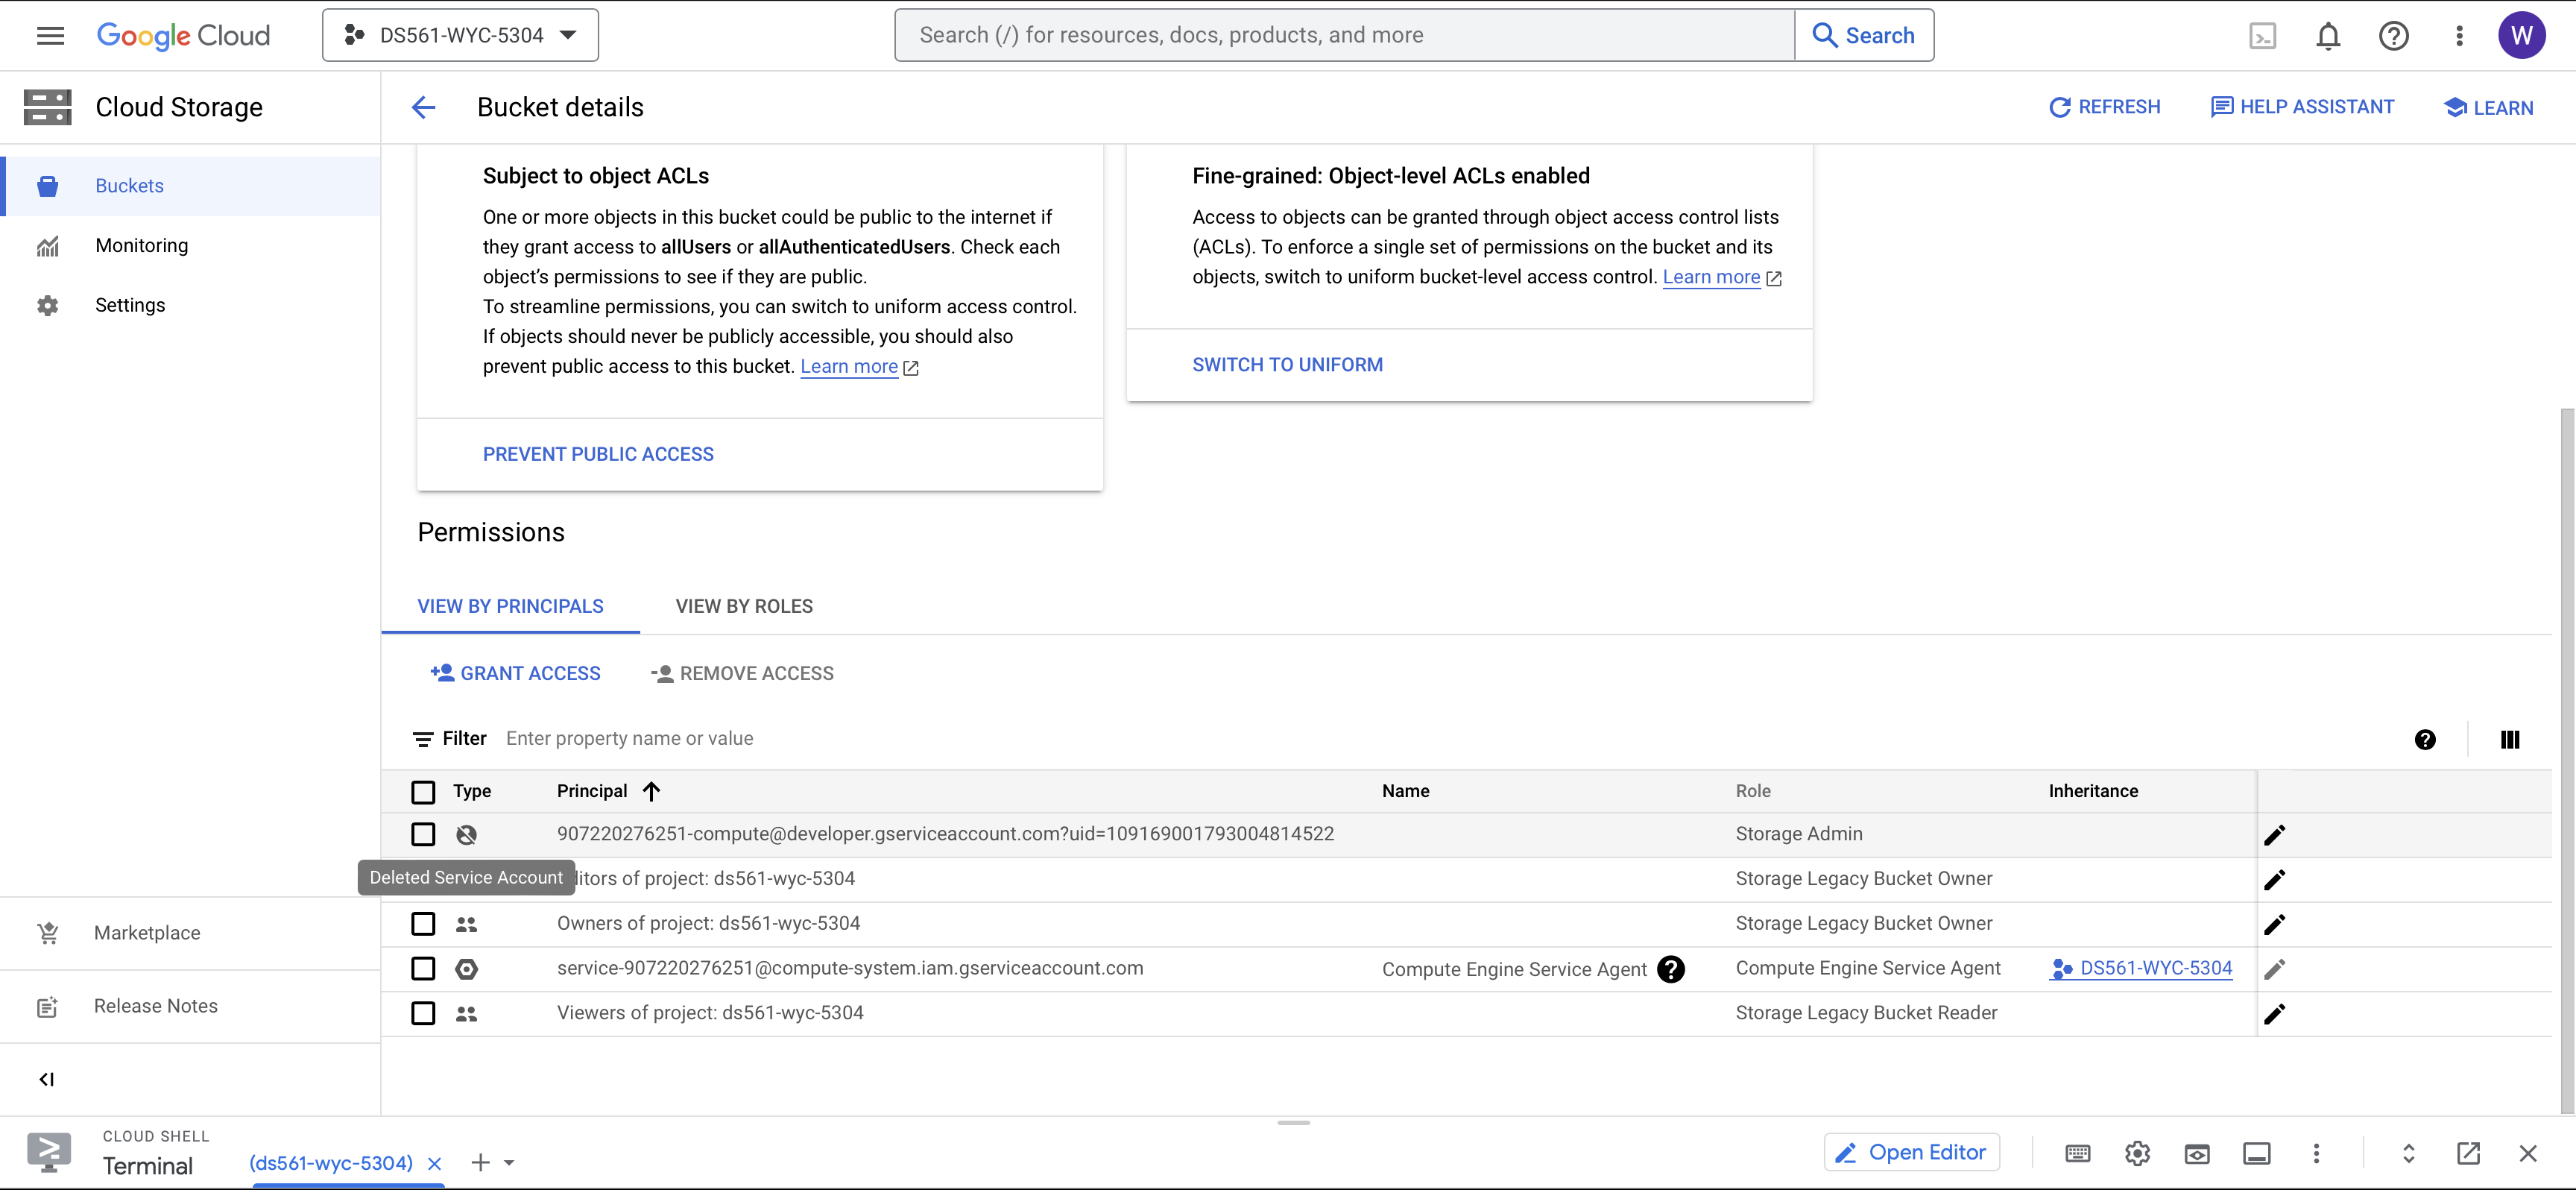 Google Cloud
DS561-WYC-5304
Search (/) for resources, docs, products, and more
Search
W
Cloud Storage
Bucket details
REFRESH
HELP ASSISTANT
LEARN
Buckets
Monitoring
Settings
Marketplace
Release Notes
Subject to object ACLs
One or more objects in this bucket could be public to the internet if
they grant access to allUsers or allAuthenticatedUsers. Check each
object's permissions to see if they are public.
To streamline permissions, you can switch to uniform access control.
If objects should never be publicly accessible, you should also
prevent public access to this bucket. Learn more
PREVENT PUBLIC ACCESS
Fine-grained: Object-level ACLs enabled
Access to objects can be granted through object access control lists
(ACLs). To enforce a single set of permissions on the bucket and its
objects, switch to uniform bucket-level access control. Learn more
SWITCH TO UNIFORM
Permissions
VIEW BY PRINCIPALS
VIEW BY ROLES
GRANT ACCESS
REMOVE ACCESS
Filter Enter property name or value
Type Principal Name Role Inheritance
907220276251-compute@developer.gserviceaccount.com?uid=109169001793004814522 Storage Admin
Deleted Service Account
ditors of project: ds561-wyc-5304 Storage Legacy Bucket Owner
Owners of project: ds561-wyc-5304 Storage Legacy Bucket Owner
service-907220276251@compute-system.iam.gserviceaccount.com Compute Engine Service Agent Compute Engine Service Agent DS561-WYC-5304
Viewers of project: ds561-wyc-5304 Storage Legacy Bucket Reader
CLOUD SHELL
Terminal
(ds561-wyc-5304)
Open Editor